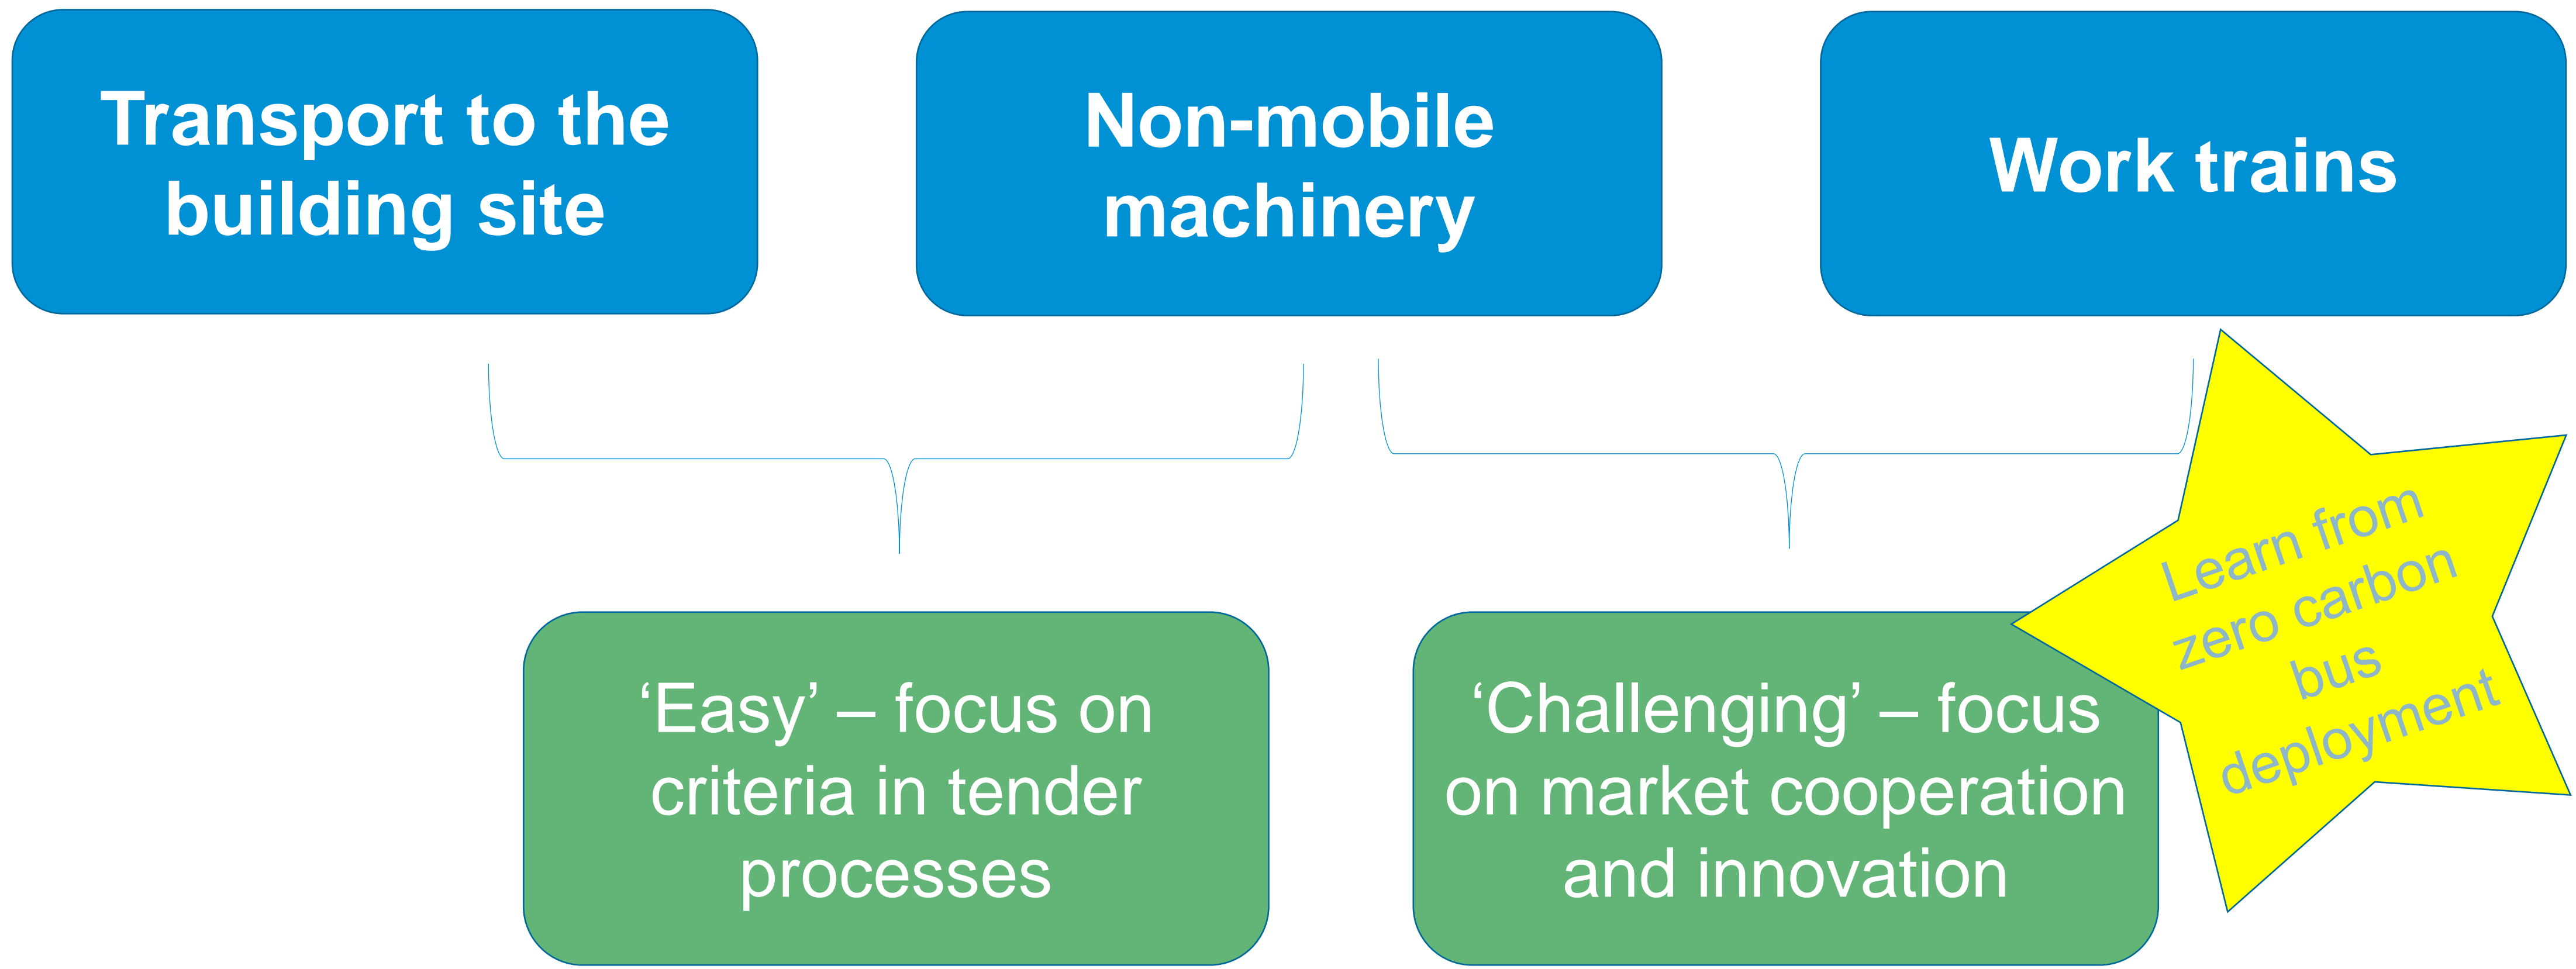 Transport to the
building site
Non-mobile
machinery
Work trains
‘Easy’ – focus on
criteria in tender
processes
‘Challenging’ – focus
on market cooperation
and innovation
Learn from
zero carbon
bus
deployment